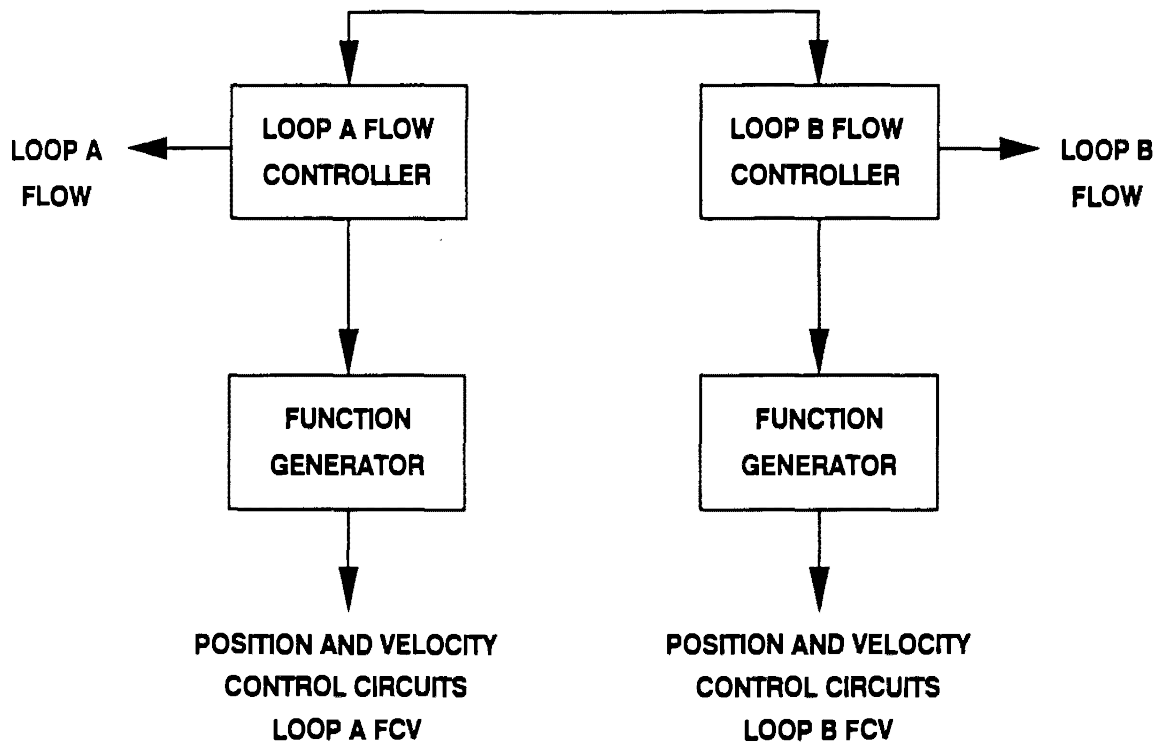 LOOP A FLOW
CONTROLLER
LOOP B FLOW
CONTROLLER
LOOP A
FLOW
LOOP B
FLOW
FUNCTION
GENERATOR
FUNCTION
GENERATOR
POSITION AND VELOCITY
CONTROL CIRCUITS
LOOP A FCV
POSITION AND VELOCITY
CONTROL CIRCUITS
LOOP B FCV